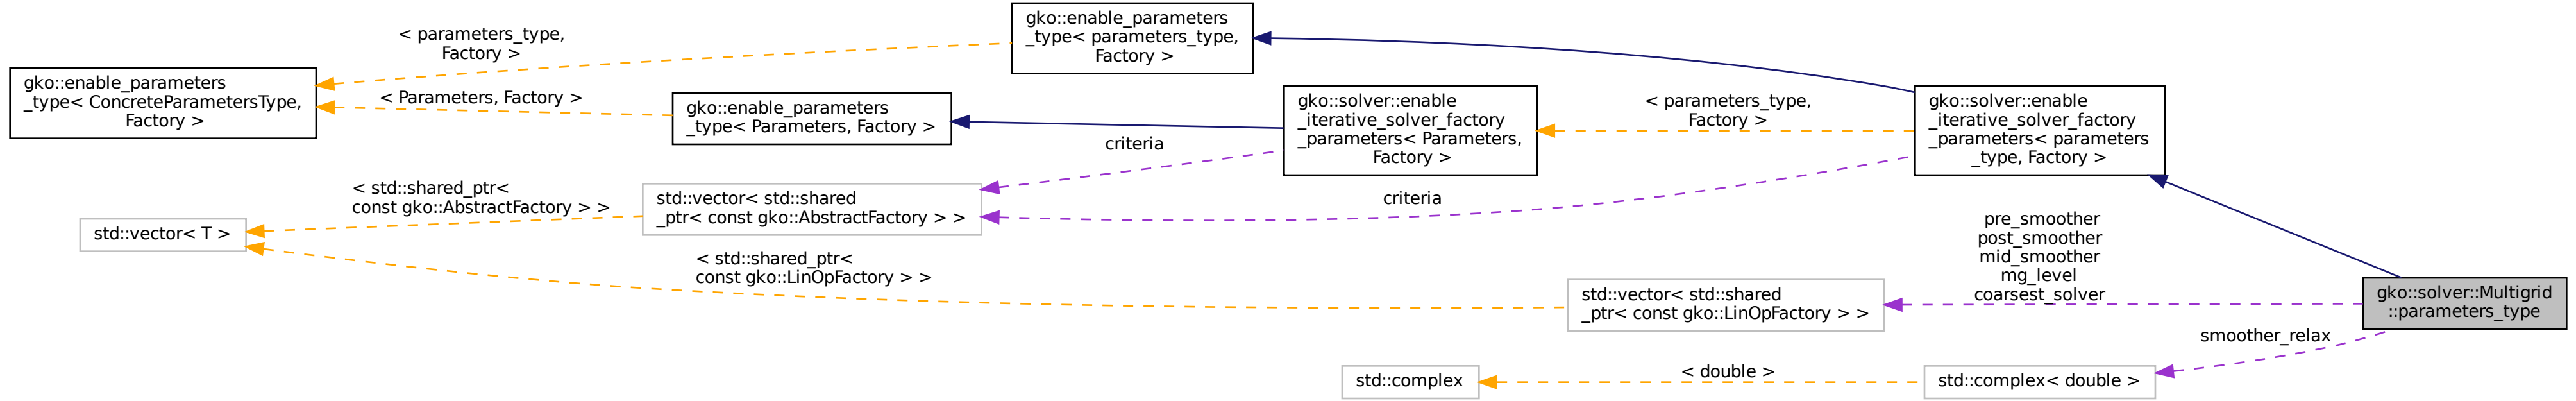 gko::enable_parameters
_type< parameters_type,
Factory >
< parameters_type,
Factory >
gko::enable_parameters
_type< ConcreteParametersType,
Factory >
< Parameters, Factory >
gko::enable_parameters
_type< Parameters, Factory >
gko::solver::enable
_iterative_solver_factory
_parameters< Parameters,
Factory >
< parameters_type,
Factory >
gko::solver::enable
_iterative_solver_factory
_parameters< parameters
_type, Factory >
criteria
criteria
< std::shared_ptr<
const gko::AbstractFactory > >
std::vector< std::shared
_ptr< const gko::AbstractFactory > >
std::vector< T >
< std::shared_ptr<
const gko::LinOpFactory > >
std::vector< std::shared
_ptr< const gko::LinOpFactory > >
pre_smoother
post_smoother
mid_smoother
mg_level
coarsest_solver
gko::solver::Multigrid
::parameters_type
smoother_relax
std::complex
< double >
std::complex< double >